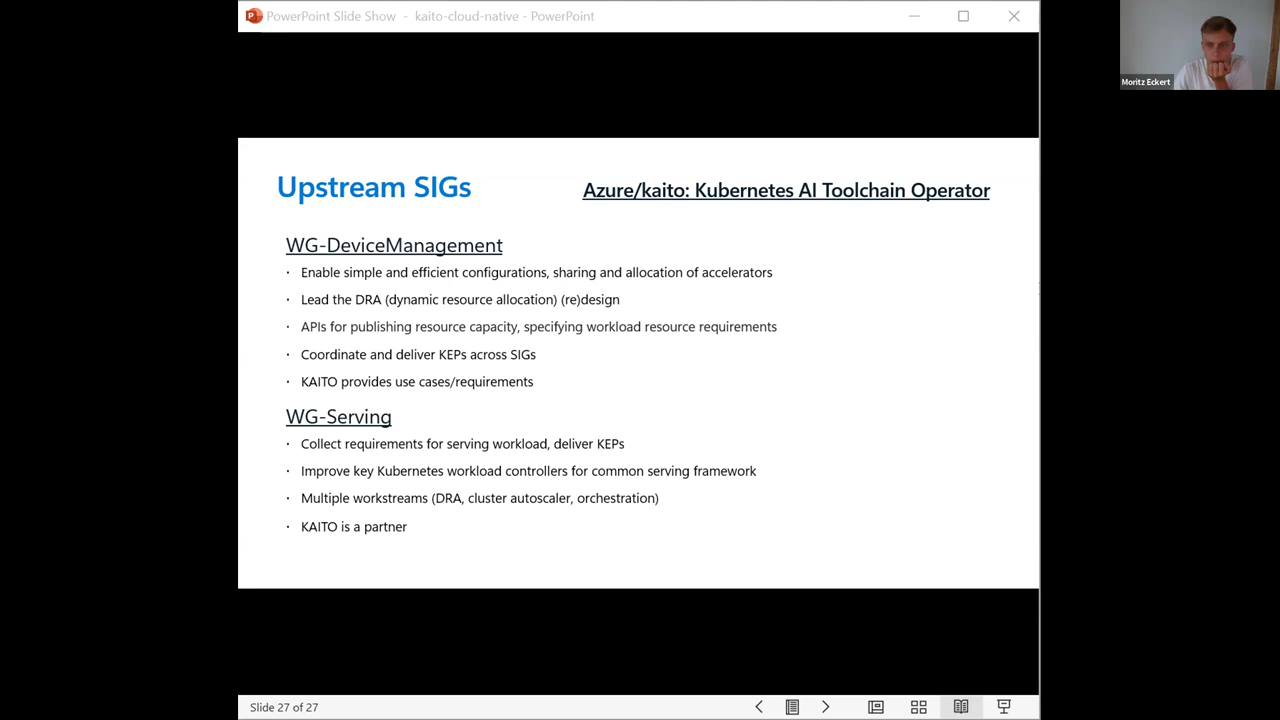 PowerPoint Slide Show - kaito-cloud-native - PowerPoint
Moritz Eckert
Upstream SIGs
Azure/kaito: Kubernetes AI Toolchain Operator
WG-DeviceManagement
· Enable simple and efficient configurations, sharing and allocation of accelerators
· Lead the DRA (dynamic resource allocation) (re)design
· APIs for publishing resource capacity, specifying workload resource requirements
· Coordinate and deliver KEPs across SIGs
· KAITO provides use cases/requirements
WG-Serving
· Collect requirements for serving workload, deliver KEPs
· Improve key Kubernetes workload controllers for common serving framework
· Multiple workstreams (DRA, cluster autoscaler, orchestration)
· KAITO is a partner
Slide 27 of 27